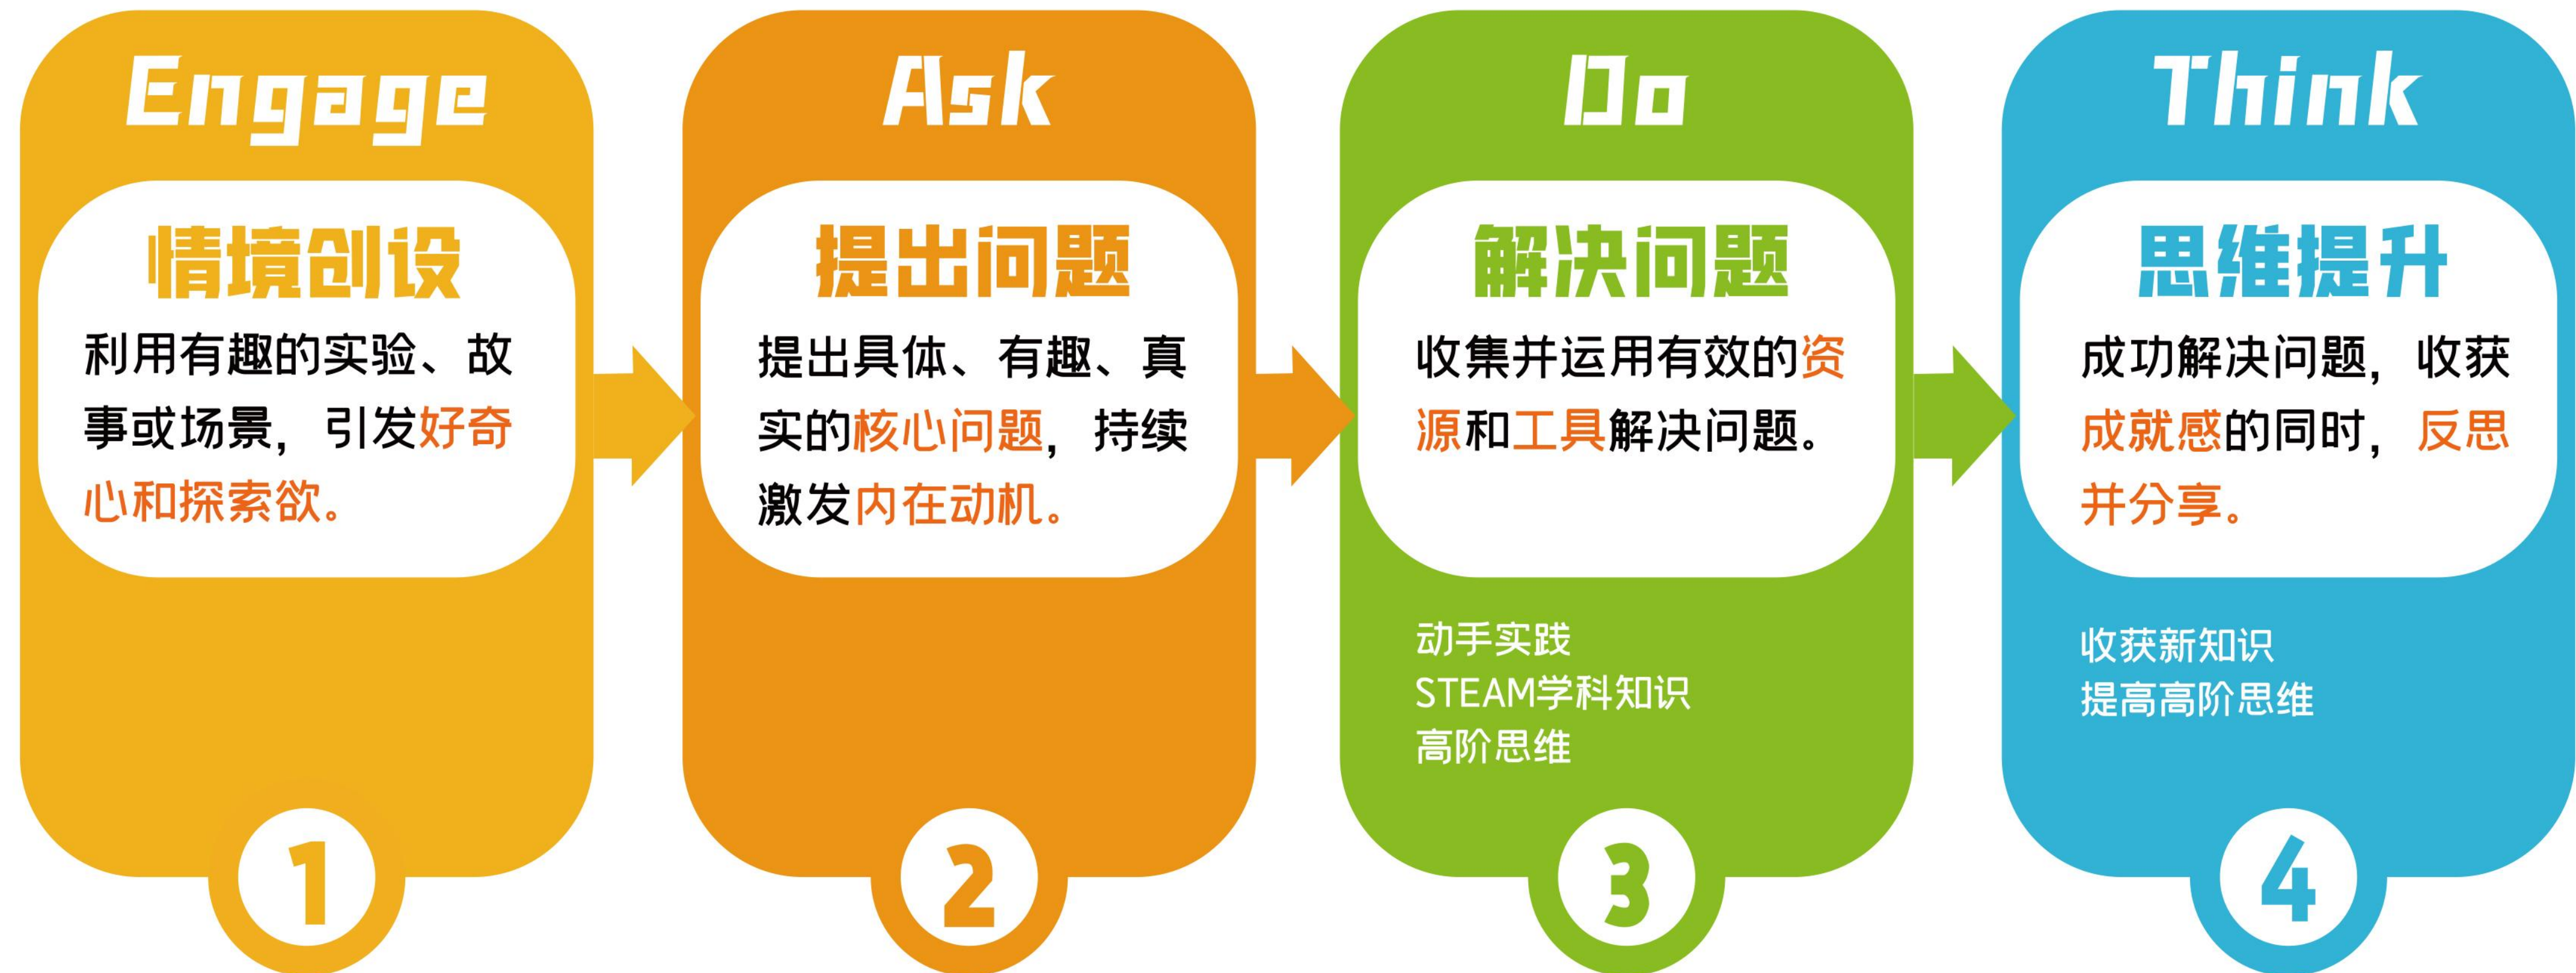 Engage
情境创设
利用有趣的实验、故
事或场景，引发好奇
心和探索欲。
1
Ask
提出问题
提出具体、有趣、真
实的核心问题，持续
激发内在动机。
2
Do
解决问题
收集并运用有效的资
源和工具解决问题。
动手实践
STEAM学科知识
高阶思维
3
Think
思维提升
成功解决问题，收获
成就感的同时，反思
并分享。
收获新知识
提高高阶思维
4